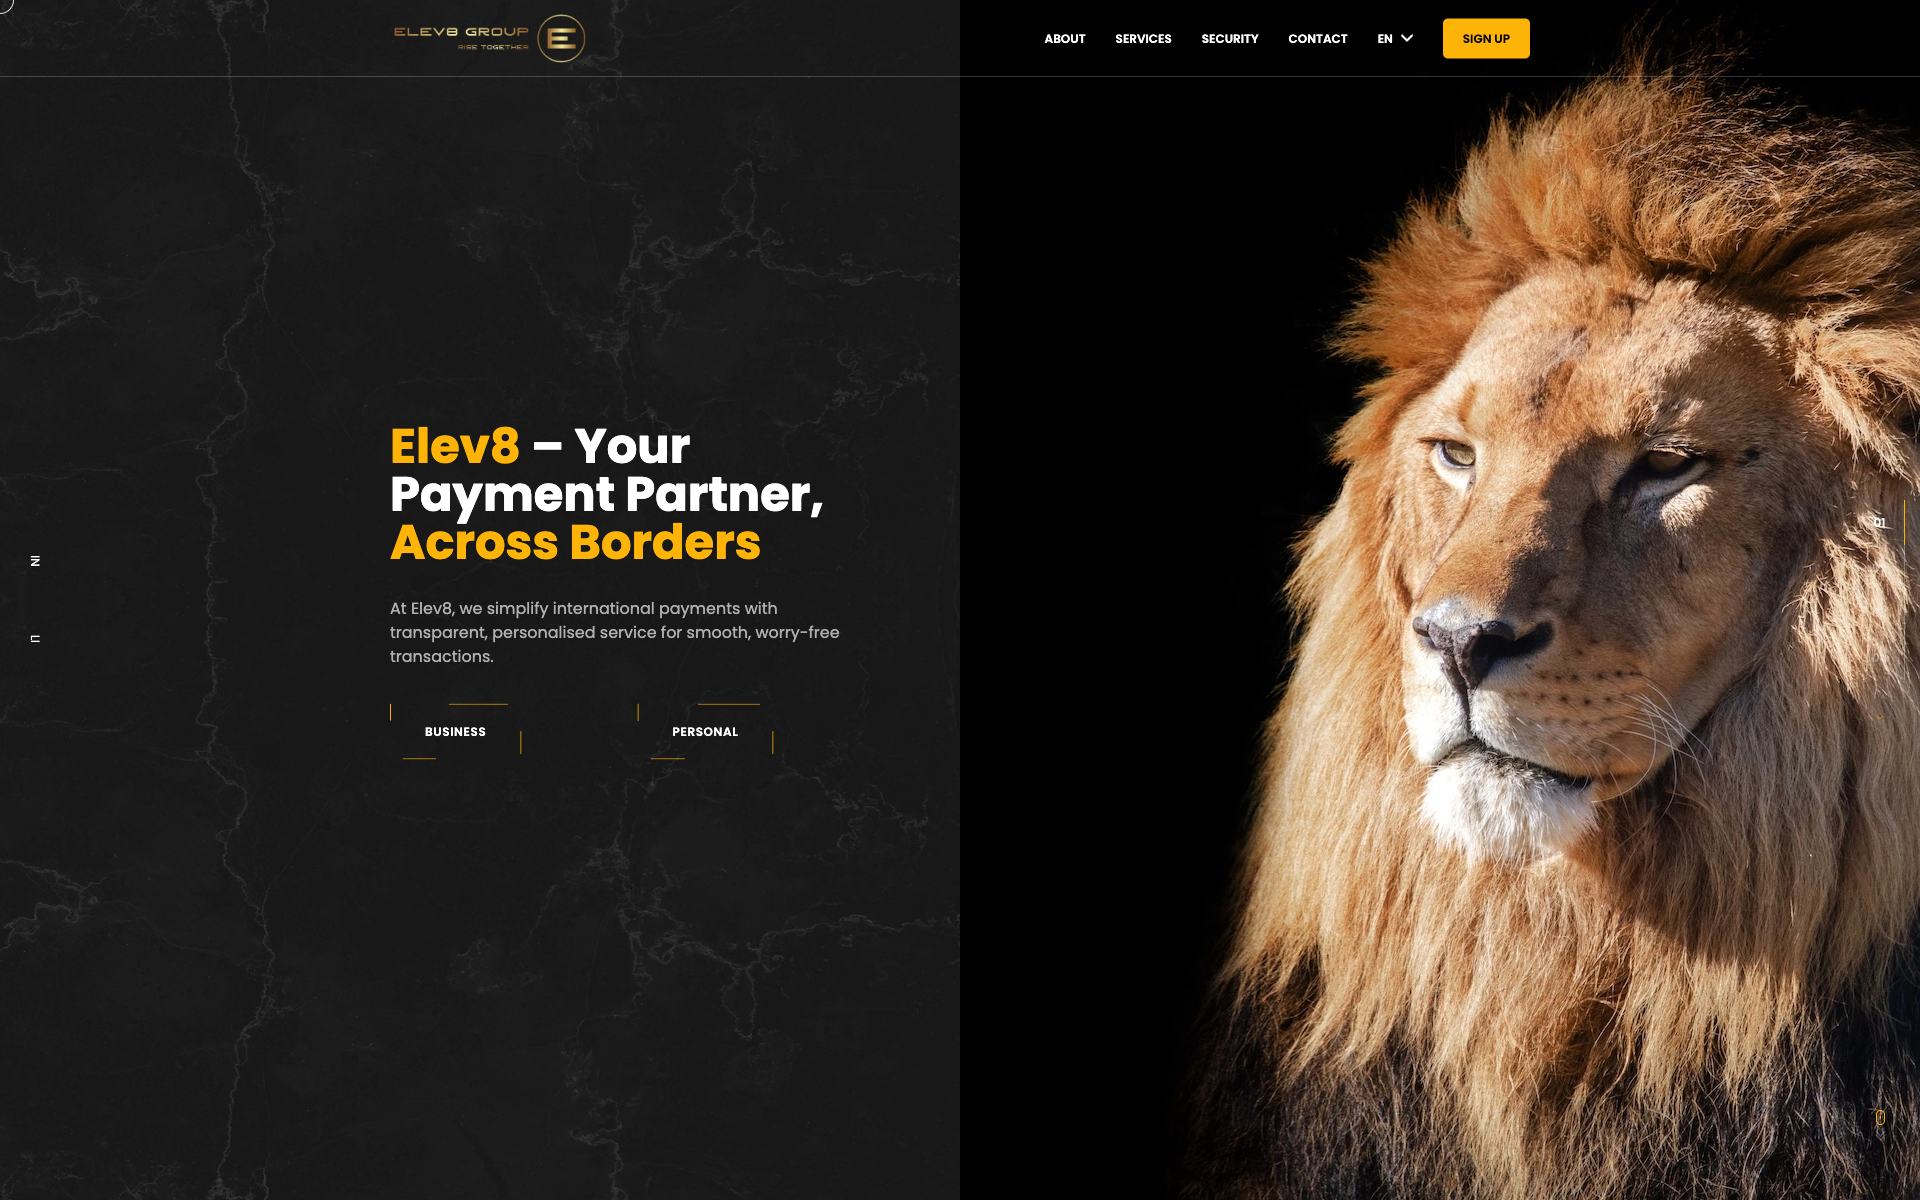 ELEV8 GROUP
RISE TOGETHER
E
ABOUT
SERVICES
SECURITY
CONTACT
EN
SIGN UP
Elev8 – Your
Payment Partner,
Across Borders
At Elev8, we simplify international payments with
transparent, personalised service for smooth, worry-free
transactions.
BUSINESS
PERSONAL
IN
01